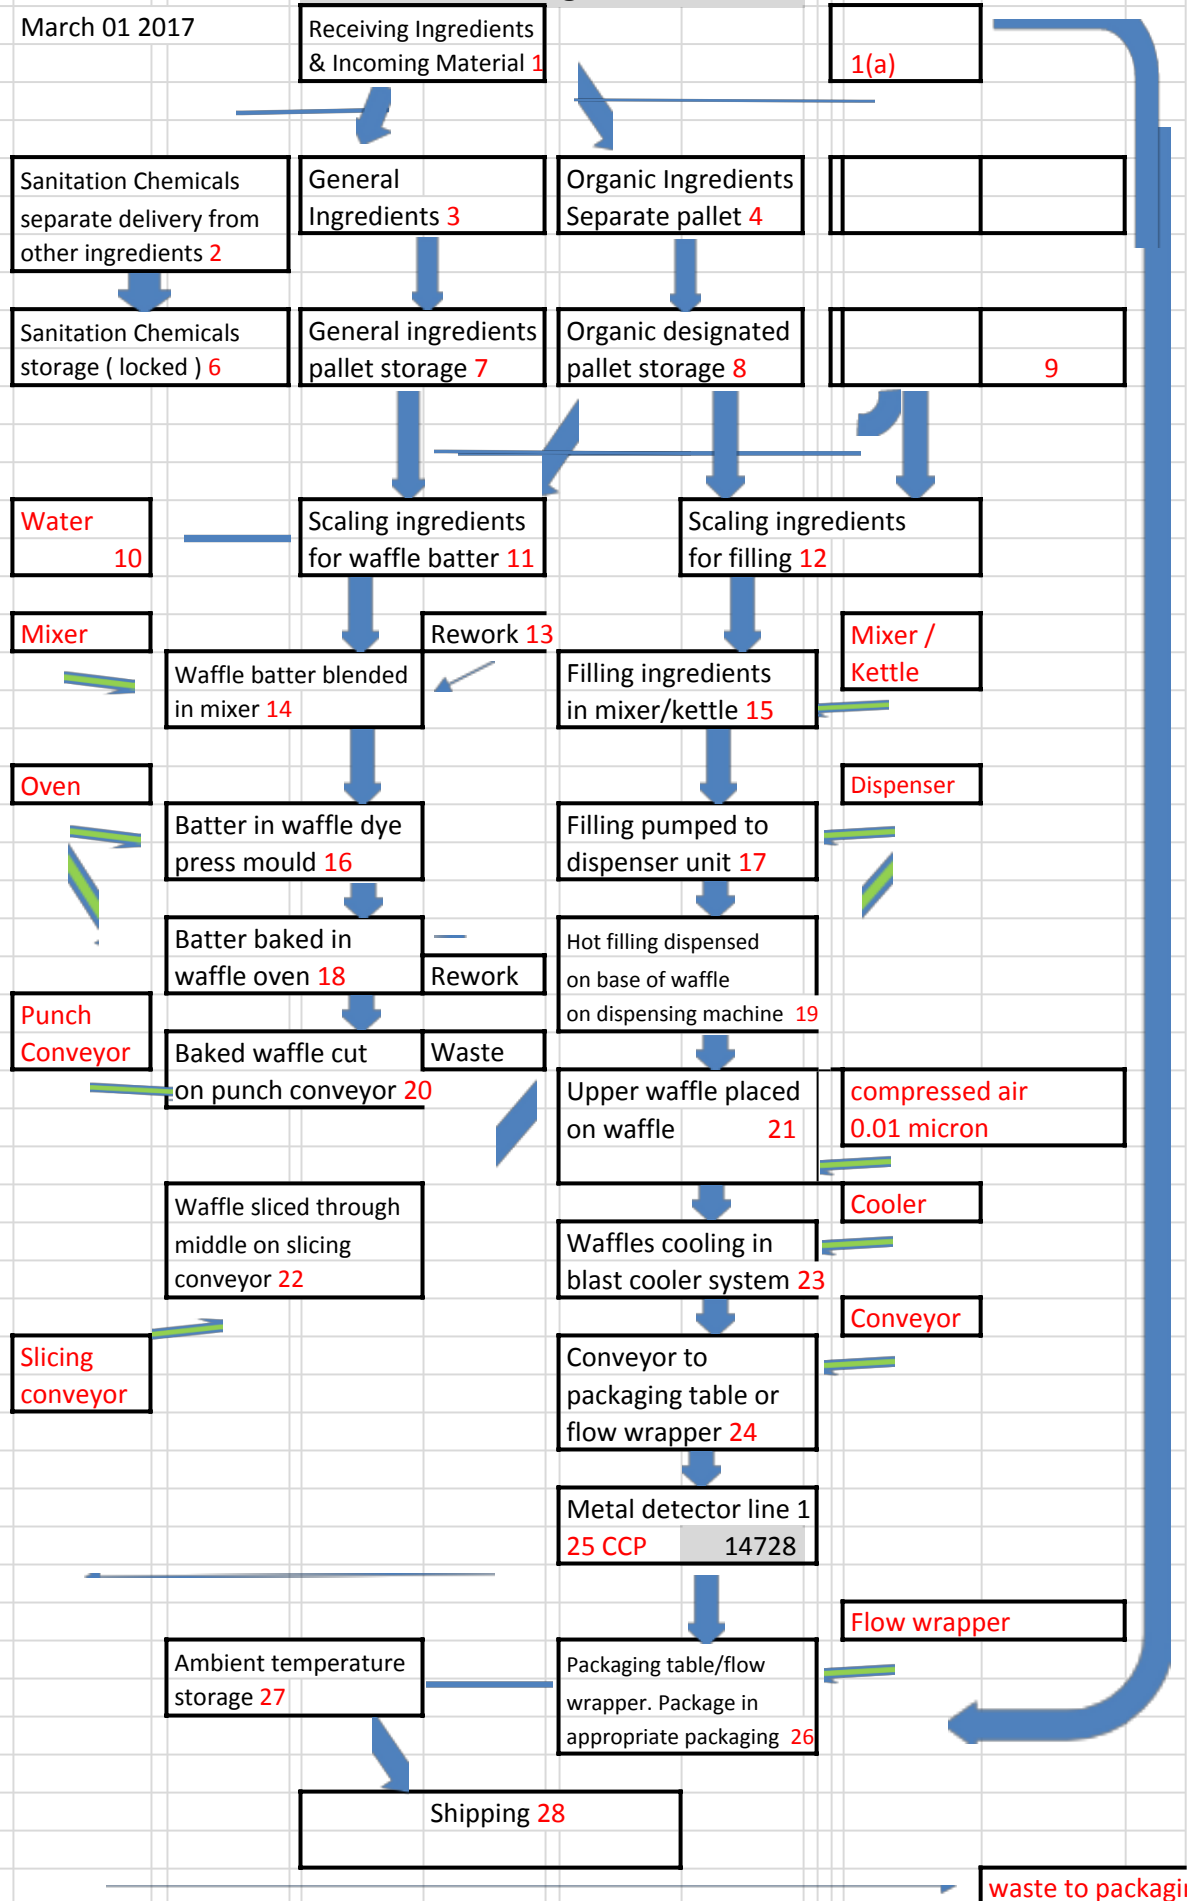 March 01 2017
Receiving Ingredients
& Incoming Material 1
1(a)
Sanitation Chemicals
separate delivery from
other ingredients 2
General
Ingredients 3
Organic Ingredients
Separate pallet 4
Sanitation Chemicals
storage ( locked ) 6
General ingredients
pallet storage 7
Organic designated
pallet storage 8
9
Water
10
Scaling ingredients
for waffle batter 11
Scaling ingredients
for filling 12
Mixer
Rework 13
Mixer /
Kettle
Waffle batter blended
in mixer 14
Filling ingredients
in mixer/kettle 15
Oven
Dispenser
Batter in waffle dye
press mould 16
Filling pumped to
dispenser unit 17
Batter baked in
waffle oven 18
Rework
Hot filling dispensed
on base of waffle
on dispensing machine 19
Punch
Conveyor
Baked waffle cut
on punch conveyor 20
Waste
Upper waffle placed
on waffle 21
compressed air
0.01 micron
Waffle sliced through
middle on slicing
conveyor 22
Cooler
Waffles cooling in
blast cooler system 23
Conveyor
Slicing
conveyor
Conveyor to
packaging table or
flow wrapper 24
Metal detector line 1
25 CCP 14728
Flow wrapper
Ambient temperature
storage 27
Packaging table/flow
wrapper. Package in
appropriate packaging 26
Shipping 28
waste to packagi